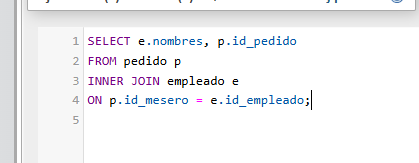 1 SELECT e.nombres, p.id_pedido
2 FROM pedido p
3 INNER JOIN empleado e
4 ON p.id_mesero = e.id_empleado;
5